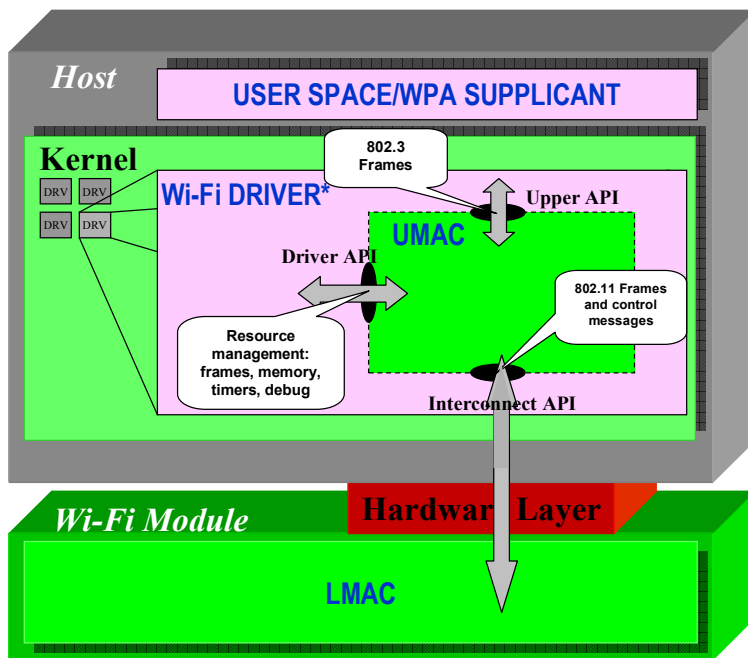 Host
USER SPACE/WPA SUPPLICANT
Kernel
DRV DRV
DRV DRV
802.3
Frames
Wi-Fi DRIVER*
Upper API
UMAC
Driver API
802.11 Frames
and control
messages
Resource
management:
frames, memory,
timers, debug
Interconnect API
Hardwar Layer
Wi-Fi Module
LMAC